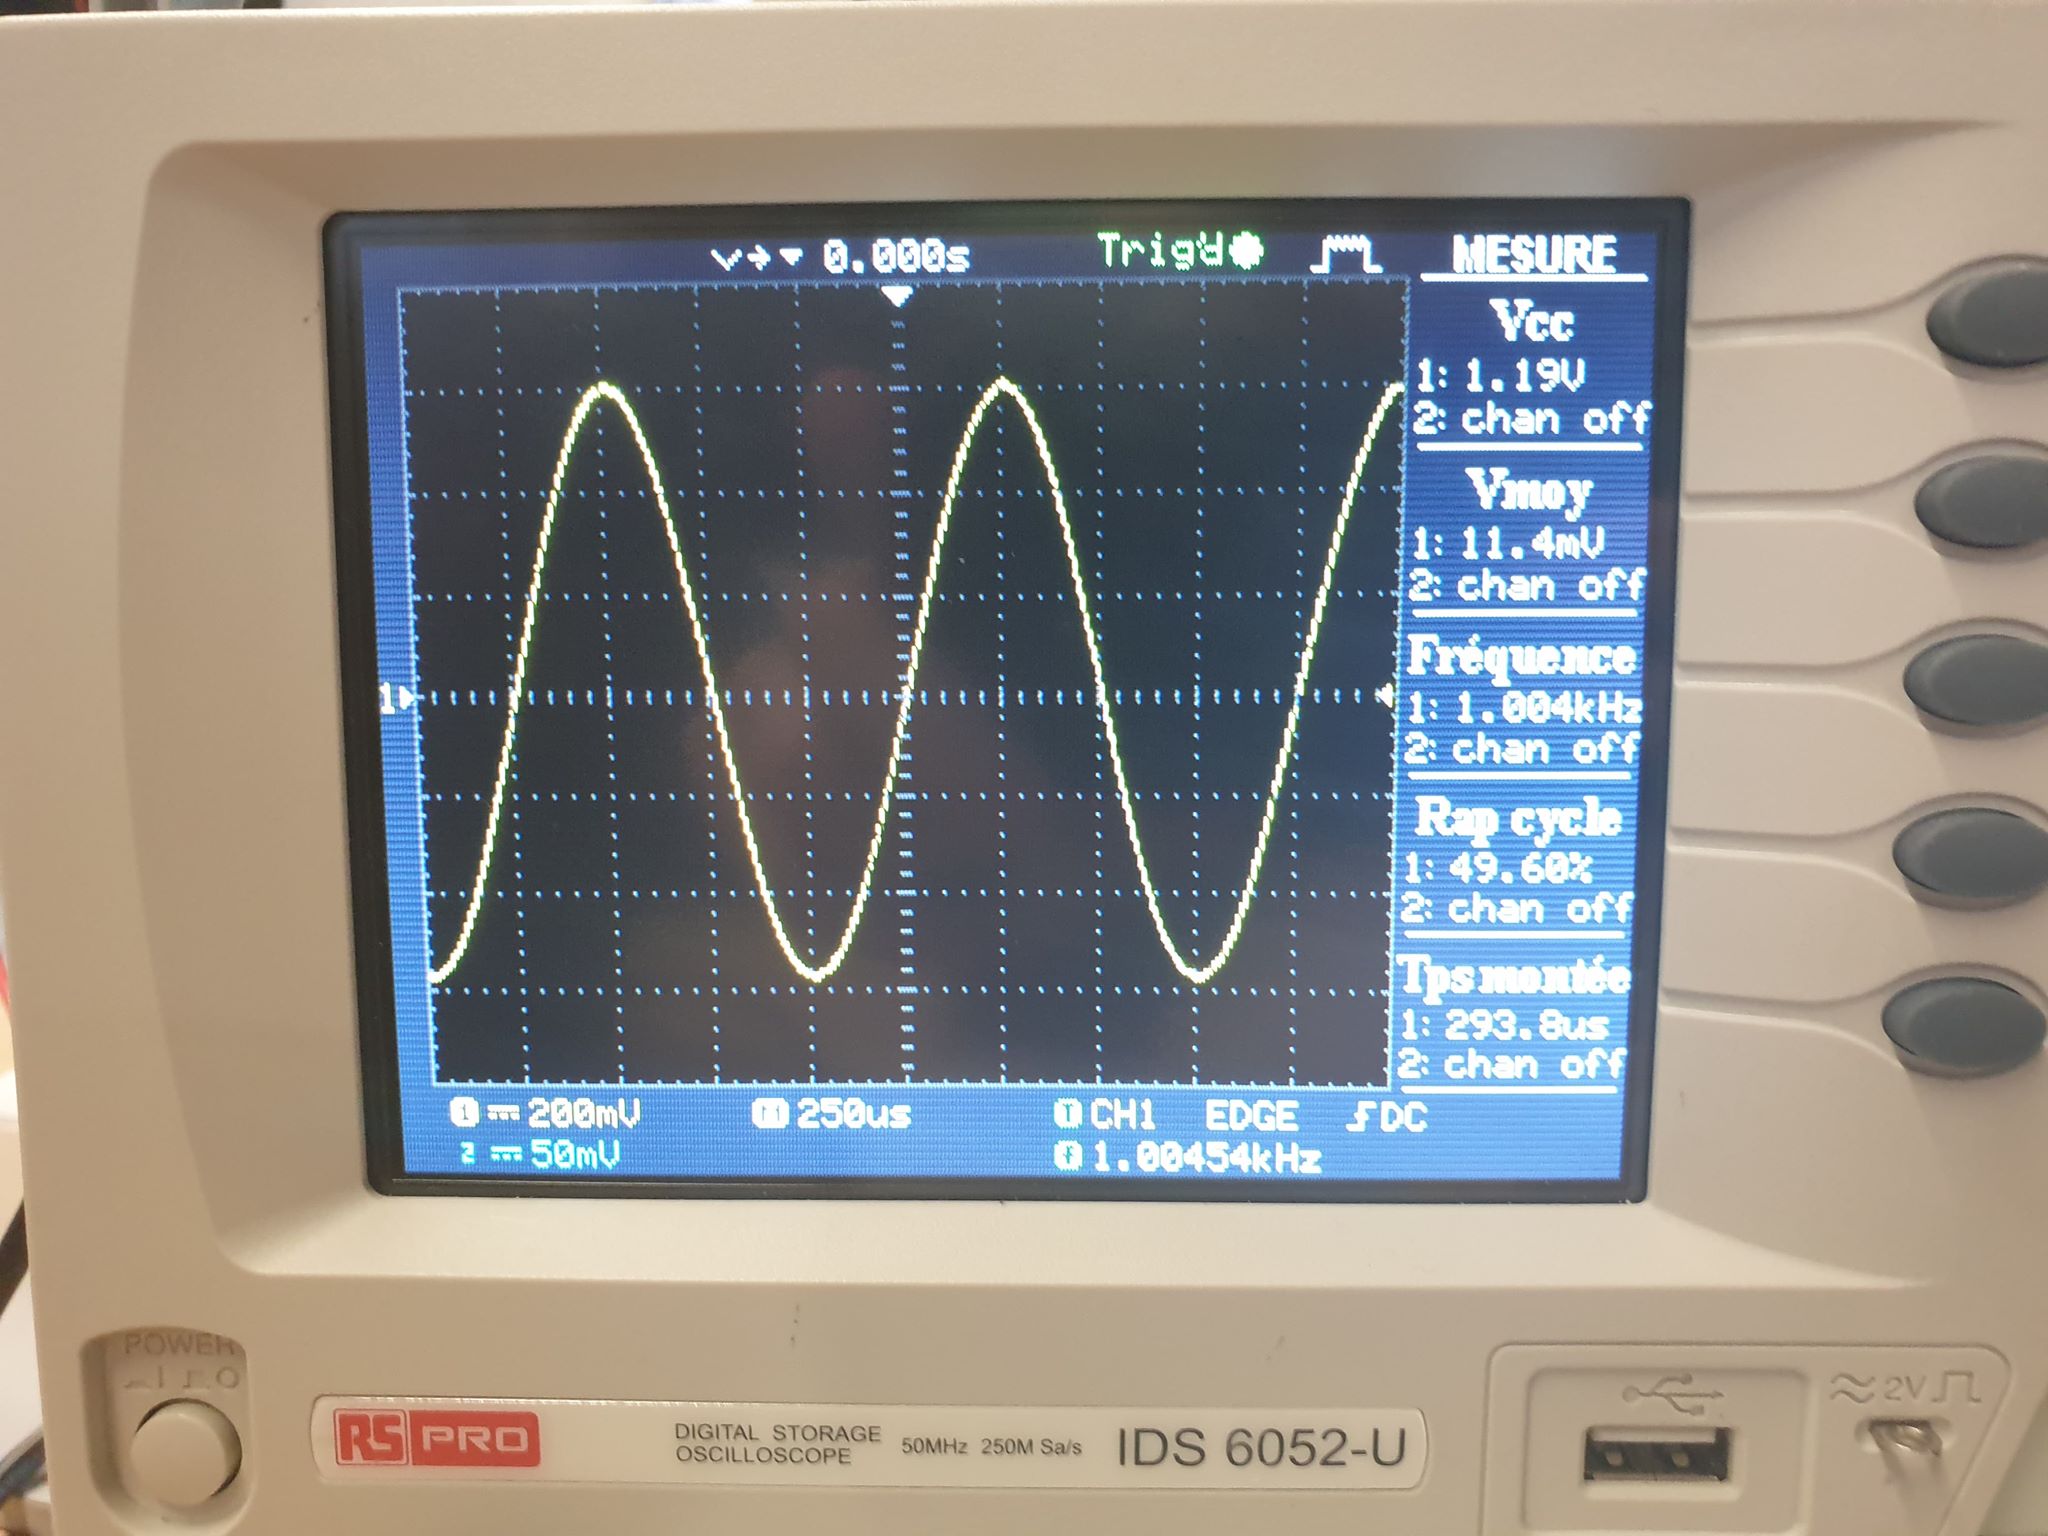 0.000s Trig'd
MESURE
Vcc
1: 1.19V
2: chan off
Vmoy
1: 11.4mV
2: chan off
Fréquence
1: 1.004kHz
2: chan off
Rap cycle
1: 49.60%
2: chan off
Tps montée
1: 293.8us
2: chan off
1
1 200mV M 250us T CH1 EDGE DC
2 50mV f 1.00454kHz
POWER
RS PRO
DIGITAL STORAGE
OSCILLOSCOPE
50MHz 250M Sa/s
IDS 6052-U
≈2V